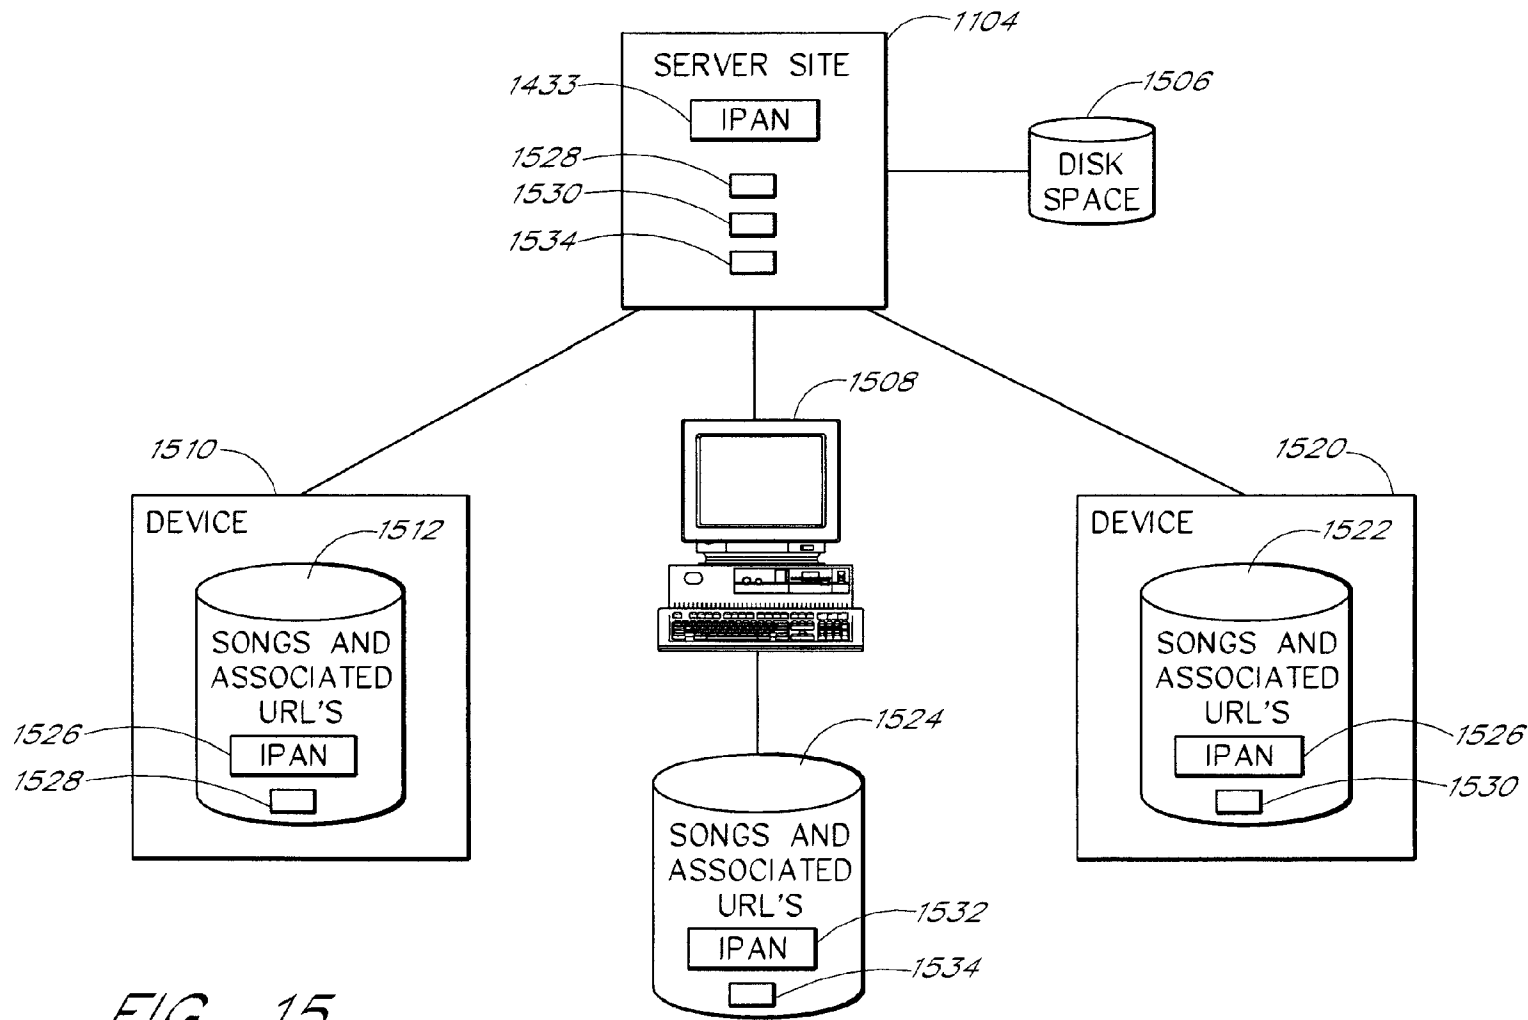 1104
SERVER SITE
1433
IPAN
1506
DISK
SPACE
1528
1530
1534
1508
1510
1520
DEVICE
1512
SONGS AND
ASSOCIATED
URL'S
1526
IPAN
1528
DEVICE
1522
SONGS AND
ASSOCIATED
URL'S
IPAN
1526
1530
1524
SONGS AND
ASSOCIATED
URL'S
IPAN
1532
1534
FIG. 15